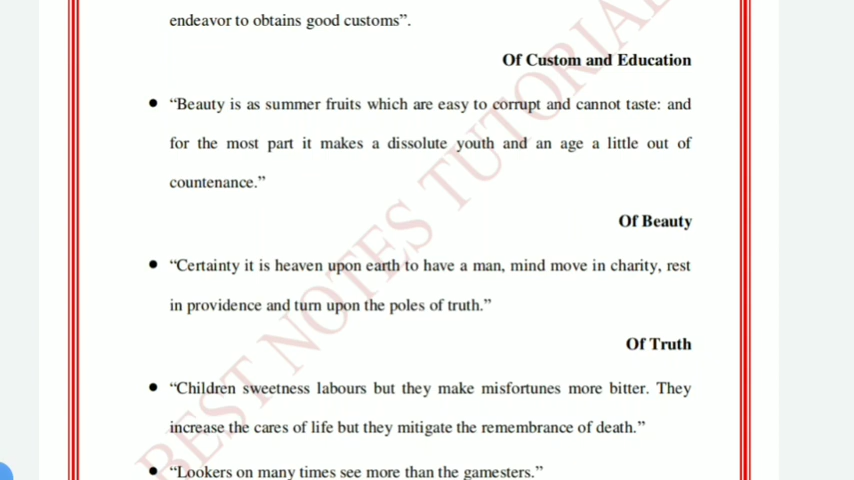 endeavor to obtains good customs”.
Of Custom and Education
• “Beauty is as summer fruits which are easy to corrupt and cannot taste: and
for the most part it makes a dissolute youth and an age a little out of
countenance.”
Of Beauty
• “Certainty it is heaven upon earth to have a man, mind move in charity, rest
in providence and turn upon the poles of truth.”
Of Truth
• “Children sweetness labours but they make misfortunes more bitter. They
increase the cares of life but they mitigate the remembrance of death.”
• “Lookers on many times see more than the gamesters.”
BEST NOTES TUTORIAL